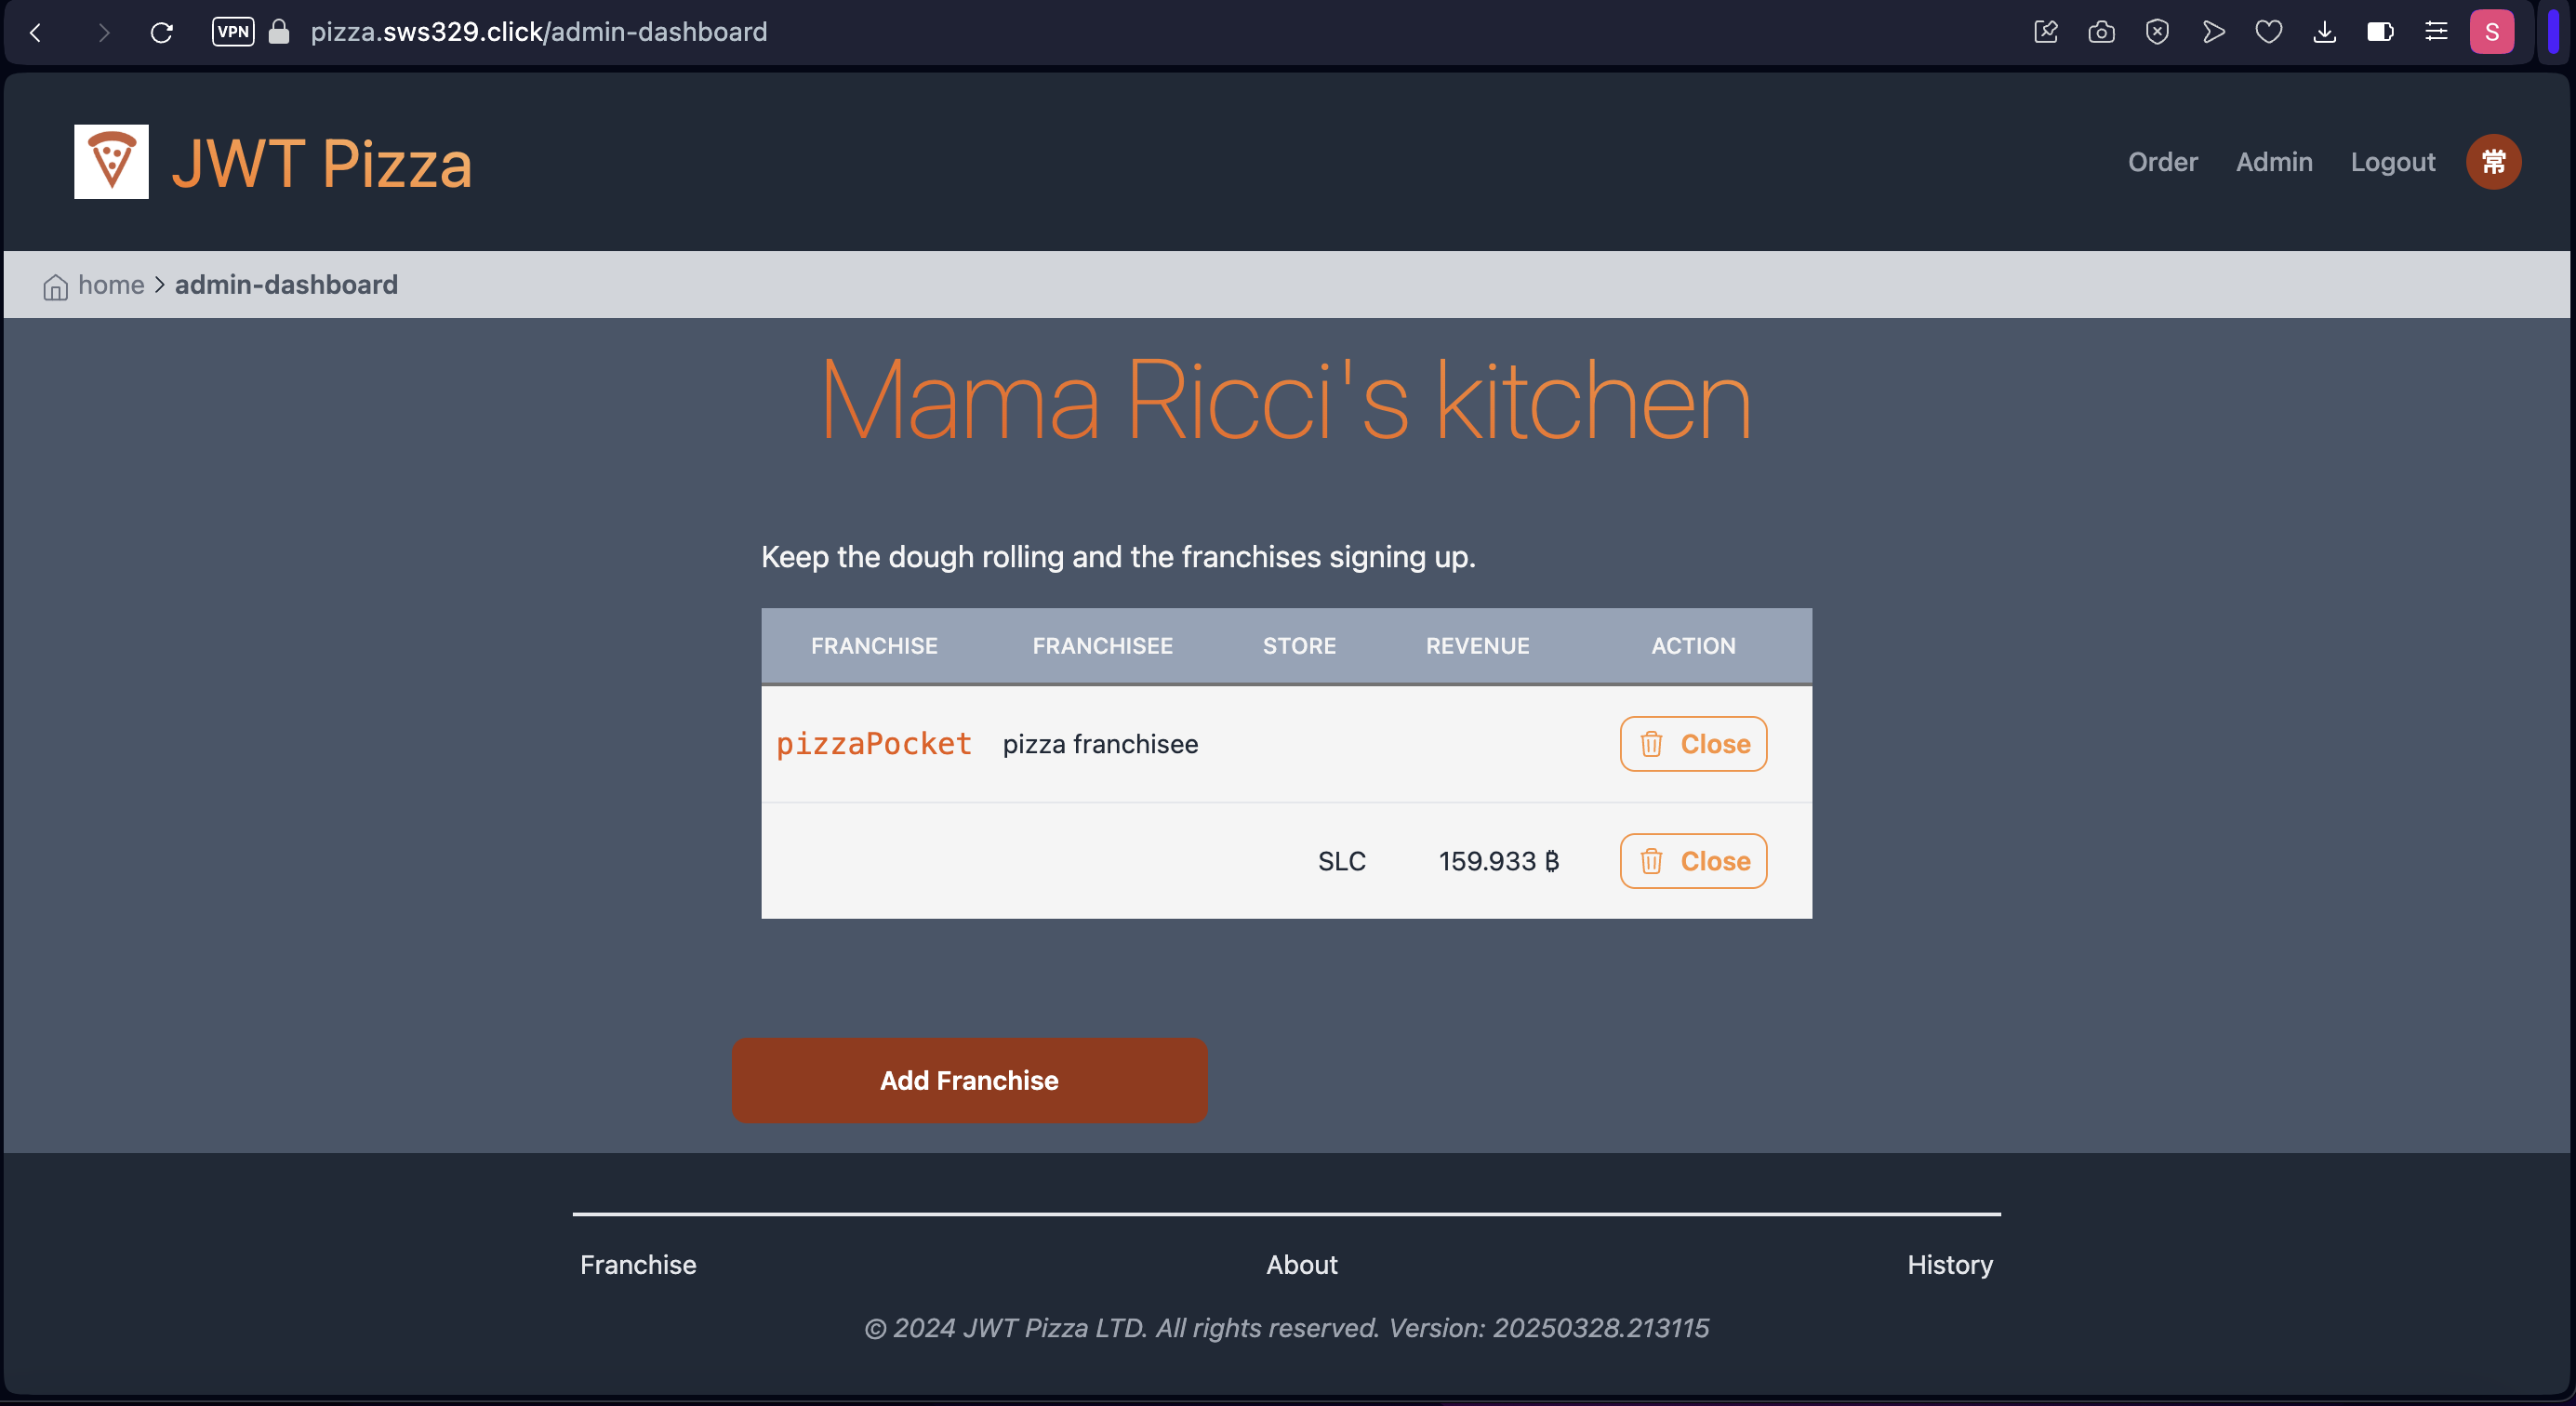 VPN pizza.sws329.click/admin-dashboard S
JWT Pizza
Order Admin Logout 常
home > admin-dashboard
Mama Ricci's kitchen
Keep the dough rolling and the franchises signing up.
FRANCHISE FRANCHISEE STORE REVENUE ACTION
pizzaPocket pizza franchisee Close
SLC 159.933 ₿ Close
Add Franchise
Franchise About History
© 2024 JWT Pizza LTD. All rights reserved. Version: 20250328.213115